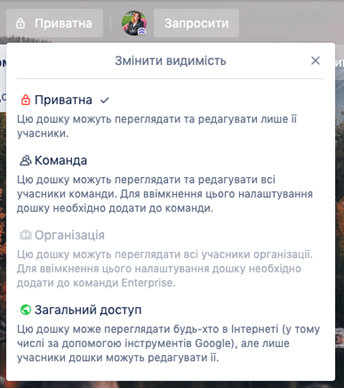 Приватна
Запросити
Змінити видимість
Приватна
Цю дошку можуть переглядати та редагувати лише її
учасники.
Команда
Цю дошку можуть переглядати та редагувати всі
учасники команди. Для ввімкнення цього налаштування
дошку необхідно додати до команди.
Організація
Цю дошку можуть переглядати всі учасники організації.
Для ввімкнення цього налаштування дошку необхідно
додати до команди Enterprise.
Загальний доступ
Цю дошку може переглядати будь-хто в Інтернеті (у тому
числі за допомогою інструментів Google), але лише
учасники дошки можуть редагувати її.